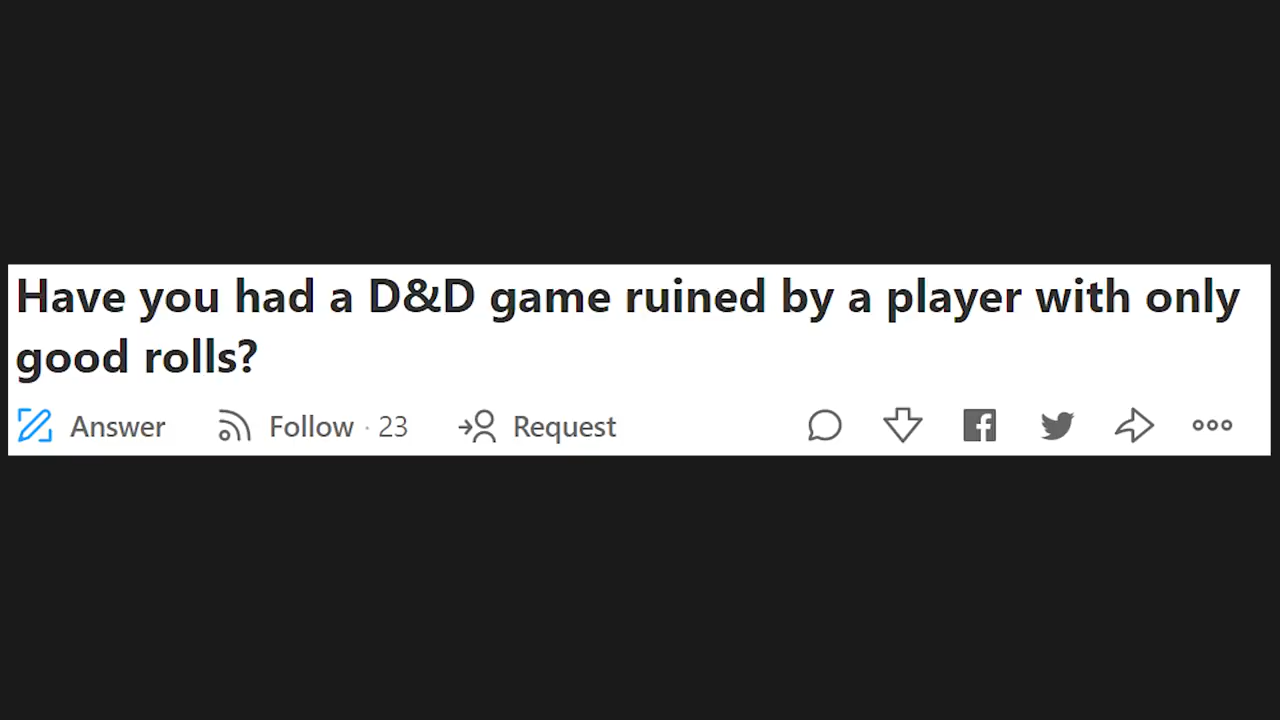 Have you had a D&D game ruined by a player with only
good rolls?
Answer Follow · 23 Request